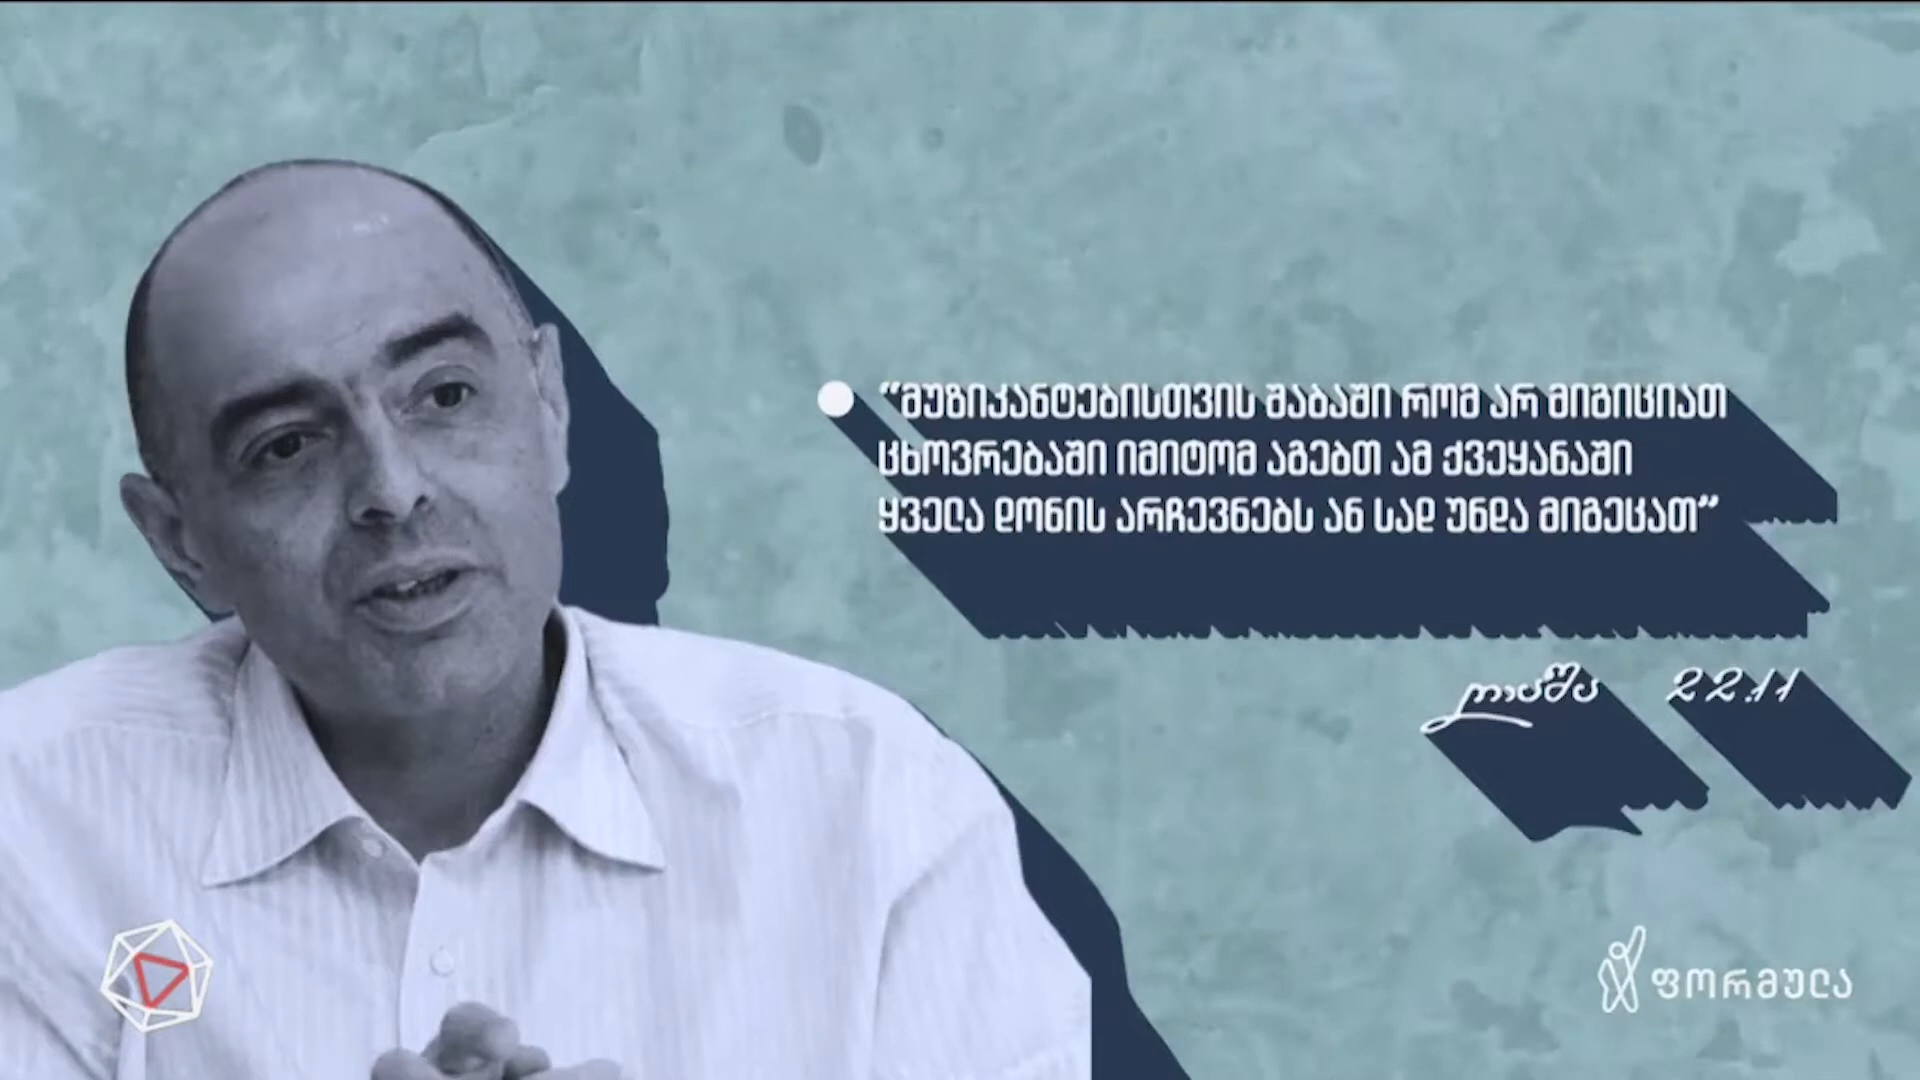 “მუზიკანტებისთვის შაბაში რომ არ მიგიციათ
ცხოვრებაში იმიტომ აგებთ ამ ქვეყანაში
ყველა დონის არჩევნებს ან სად უნდა მიგეცათ”
ლაშა 22.11
ფორმულა